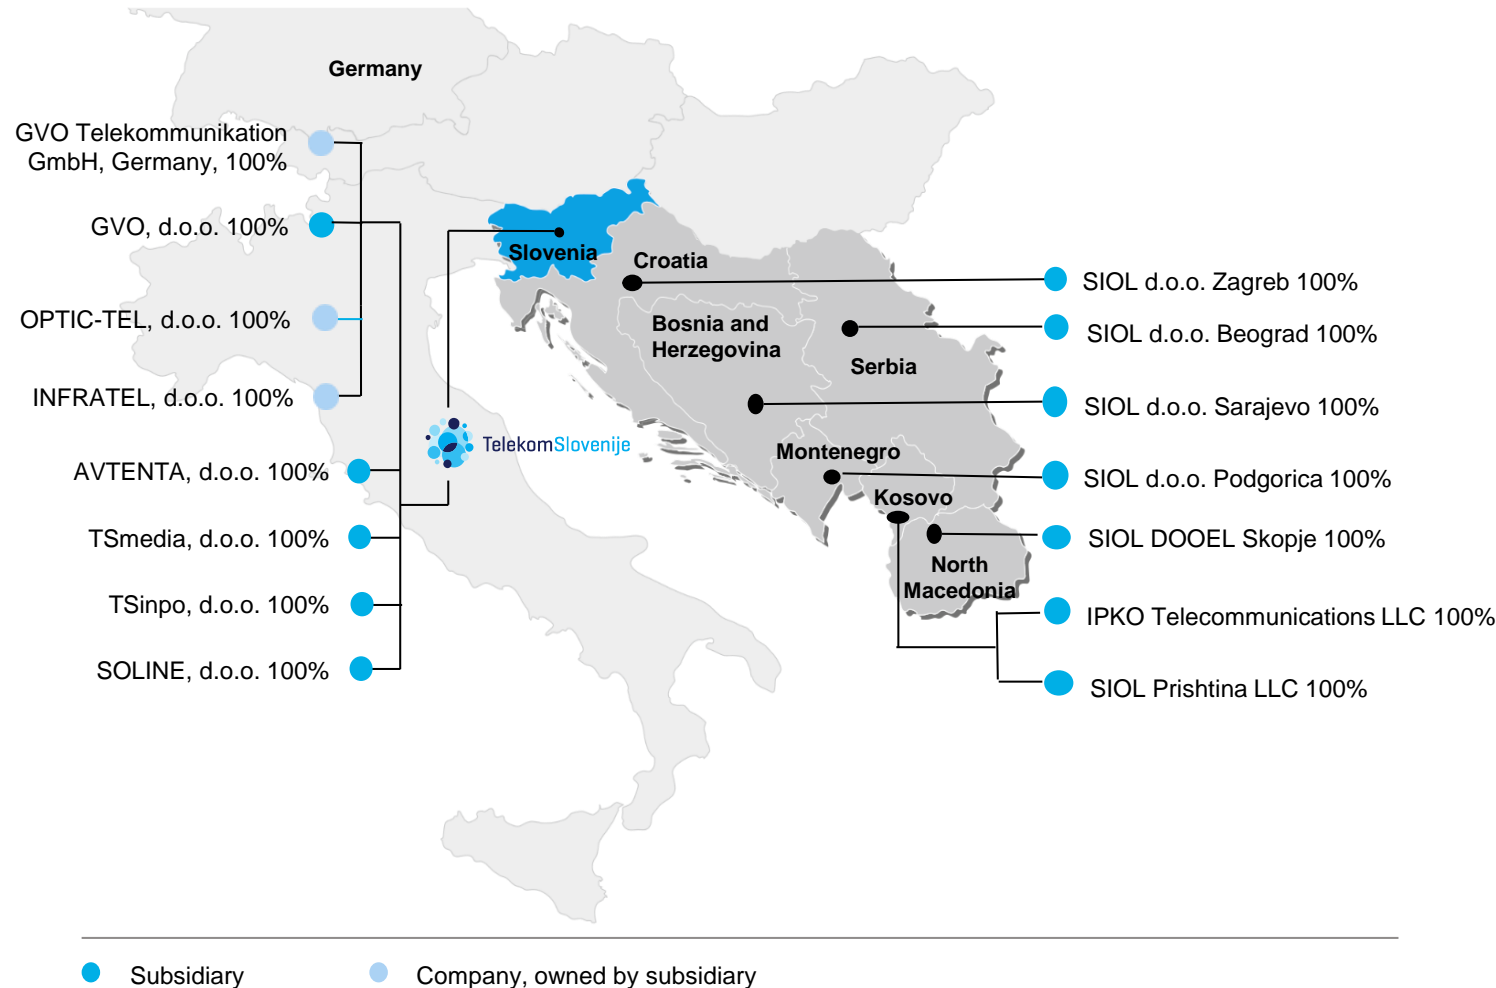 Germany
GVO Telekommunikation
GmbH, Germany, 100%
GVO, d.o.o. 100%
OPTIC-TEL, d.o.o. 100%
INFRATEL, d.o.o. 100%
AVTENTA, d.o.o. 100%
TSmedia, d.o.o. 100%
TSinpo, d.o.o. 100%
SOLINE, d.o.o. 100%
TelekomSlovenije
Slovenia
Croatia
Bosnia and
Herzegovina
Serbia
Montenegro
Kosovo
North
Macedonia
SIOL d.o.o. Zagreb 100%
SIOL d.o.o. Beograd 100%
SIOL d.o.o. Sarajevo 100%
SIOL d.o.o. Podgorica 100%
SIOL DOOEL Skopje 100%
IPKO Telecommunications LLC 100%
SIOL Prishtina LLC 100%
Subsidiary
Company, owned by subsidiary